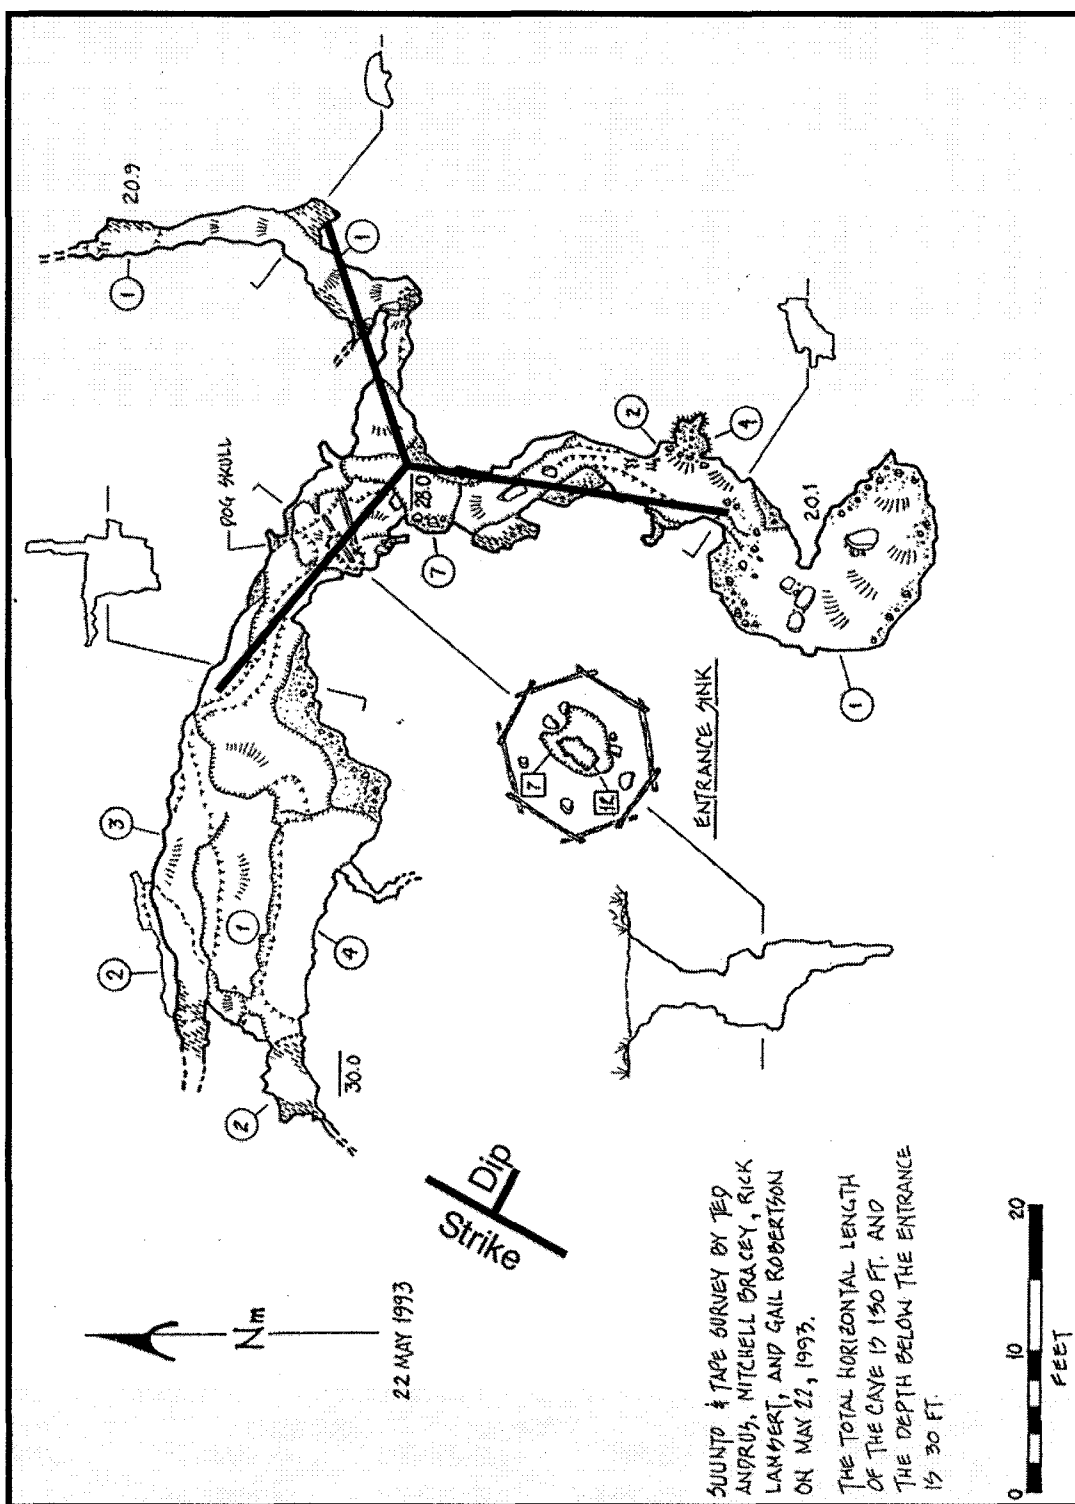 20.9
1
1
DOG SKULL
28.0
7
2
4
20.1
1
3
2
1
4
2
30.0
7
12
ENTRANCE SINK
Strike
Dip
Nm
22 MAY 1993
SUUNTO & TAPE SURVEY BY TED
ANDRUS, MITCHELL BRACEY, RICK
LAMBERT, AND GAIL ROBERTSON
ON MAY 22, 1993.
THE TOTAL HORIZONTAL LENGTH
OF THE CAVE IS 130 FT. AND
THE DEPTH BELOW THE ENTRANCE
IS 30 FT.
0 10 20
FEET